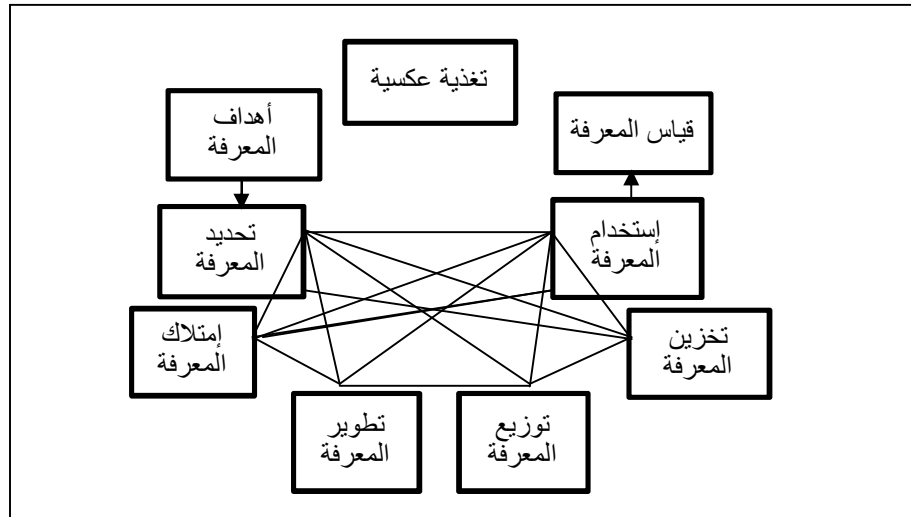 تغذية عكسية
أهداف
المعرفة
قياس المعرفة
تحديد
المعرفة
إستخدام
المعرفة
إمتلاك
المعرفة
تخزين
المعرفة
تطوير
المعرفة
توزيع
المعرفة